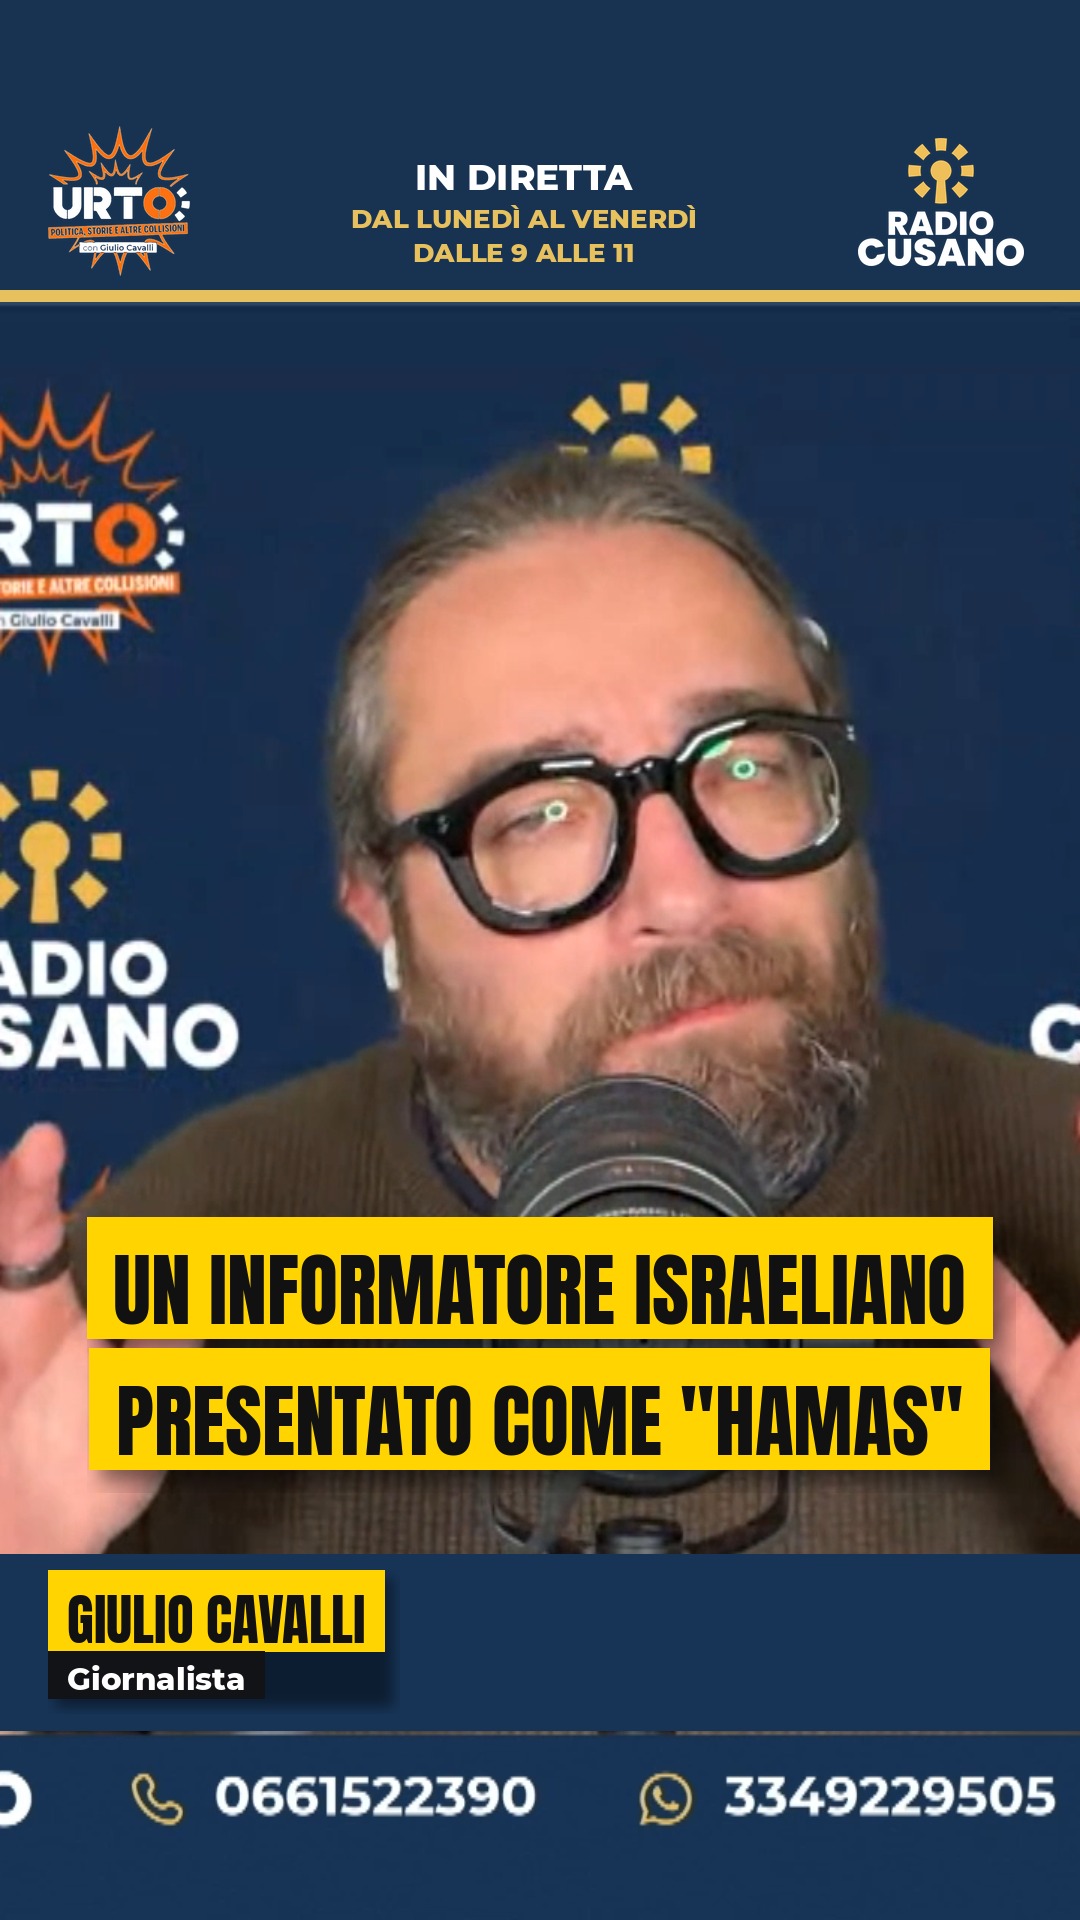 URTO
POLITICA, STORIE E ALTRE COLLISIONI
con Giulio Cavalli
IN DIRETTA
DAL LUNEDÌ AL VENERDÌ
DALLE 9 ALLE 11
RADIO
CUSANO
RTO
TORIE E ALTRE COLLISIONI
n Giulio Cavalli
ADIO
SANO
C
UN INFORMATORE ISRAELIANO
PRESENTATO COME "HAMAS"
GIULIO CAVALLI
Giornalista
O 0661522390 3349229505